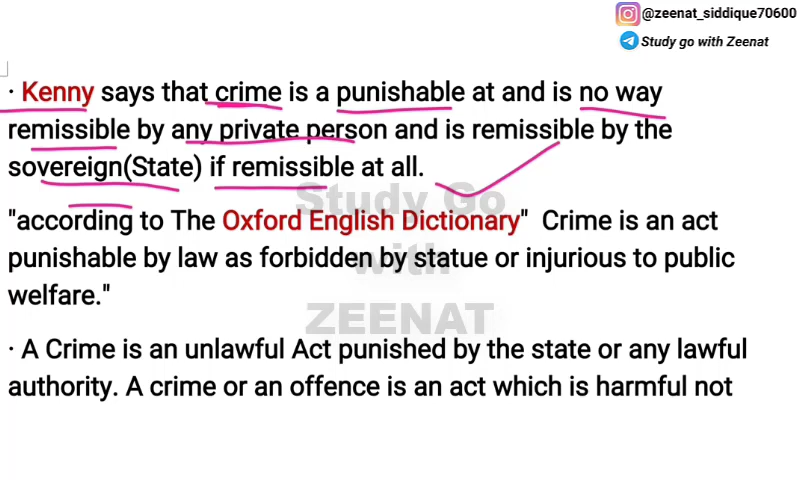 @zeenat_siddique70600
Study go with Zeenat
· Kenny says that crime is a punishable at and is no way
remissible by any private person and is remissible by the
sovereign(State) if remissible at all.
"according to The Oxford English Dictionary" Crime is an act
punishable by law as forbidden by statue or injurious to public
welfare."
· A Crime is an unlawful Act punished by the state or any lawful
authority. A crime or an offence is an act which is harmful not
Study Go
with
ZEENAT